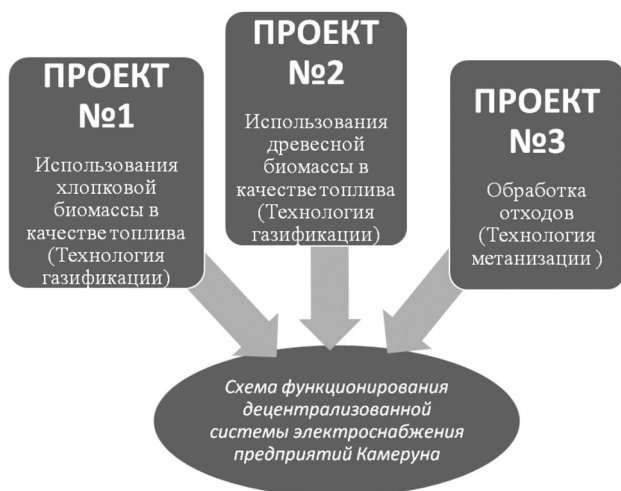 ПРОЕКТ
№1
Использования
хлопковой
биомассы в
качестве топлива
(Технология
газификации)
ПРОЕКТ
№2
Использования
древесной
биомассы в
качестве топлива
(Технология
газификации)
ПРОЕКТ
№3
Обработка
отходов
(Технология
метанизации )
Схема функционирования
децентрализованной
системы электроснабжения
предприятий Камеруна